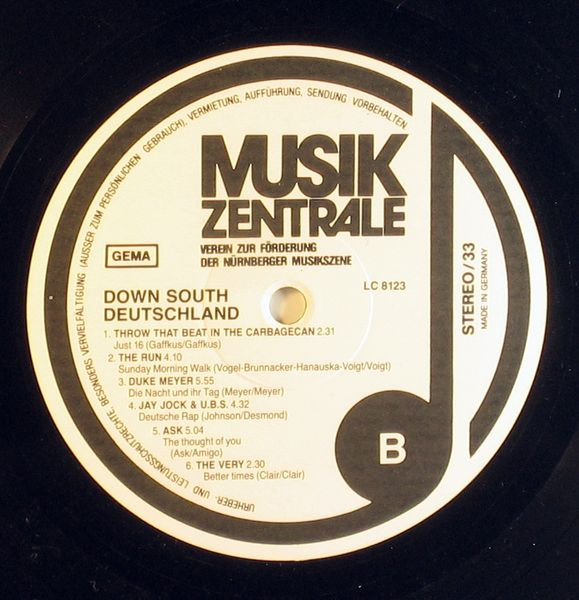 URHEBER- UND LEISTUNGSSCHUTZRECHTE BESONDERS VERVIELFÄLTIGUNG (AUSSER ZUM PERSÖNLICHEN GEBRAUCH), VERMIETUNG, AUFFÜHRUNG, SENDUNG VORBEHALTEN
MUSIK
ZENTRALE
VEREIN ZUR FÖRDERUNG
DER NÜRNBERGER MUSIKSZENE
GEMA
LC 8123
STEREO/33
MADE IN GERMANY
DOWN SOUTH
DEUTSCHLAND
1. THROW THAT BEAT IN THE CARBAGECAN 2.31
Just 16 (Gaffkus/Gaffkus)
2. THE RUN 4.10
Sunday Morning Walk (Vogel-Brunnacker-Hanauska-Voigt/Voigt)
3. DUKE MEYER 5.55
Die Nacht und ihr Tag (Meyer/Meyer)
4. JAY JOCK & U.B.S. 4.32
Deutsche Rap (Johnson/Desmond)
5. ASK 5.04
The thought of you
(Ask/Amigo)
6. THE VERY 2.30
Better times (Clair/Clair)
B